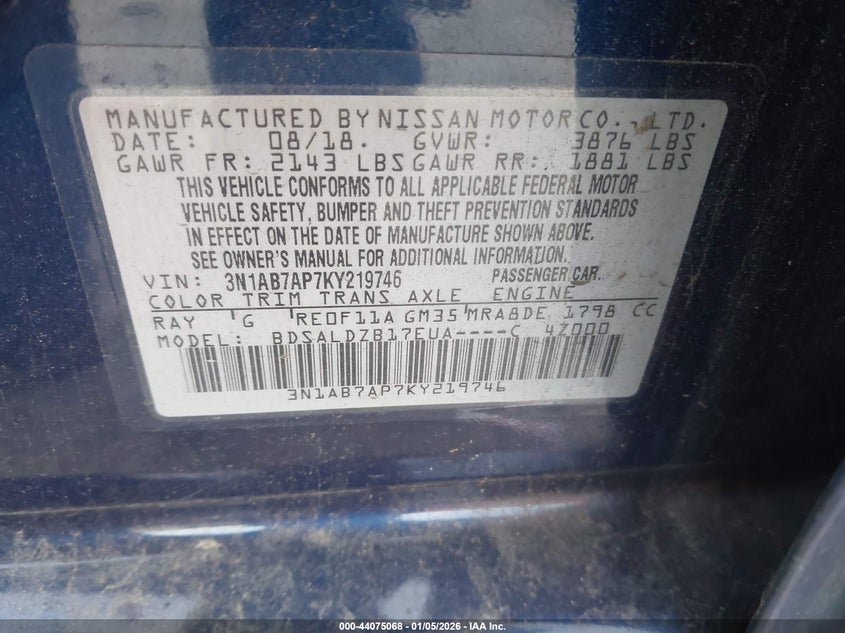 MANUFACTURED BY NISSAN MOTOR CO., LTD.
DATE: 08/18. GVWR: 3876 LBS
GAWR FR: 2143 LBS GAWR RR: 1881 LBS
THIS VEHICLE CONFORMS TO ALL APPLICABLE FEDERAL MOTOR
VEHICLE SAFETY, BUMPER AND THEFT PREVENTION STANDARDS
IN EFFECT ON THE DATE OF MANUFACTURE SHOWN ABOVE.
SEE OWNER'S MANUAL FOR ADDITIONAL INFORMATION.
VIN: 3N1AB7AP7KY219746 PASSENGER CAR.
COLOR TRIM TRANS AXLE ENGINE
RAY G RE0F11A GM35 MRA8DE 1798 CC
MODEL: BDSALDZB17EUA----C 4Z000
3N1AB7AP7KY219746
000-44075068 - 01/05/2026 - IAA Inc.